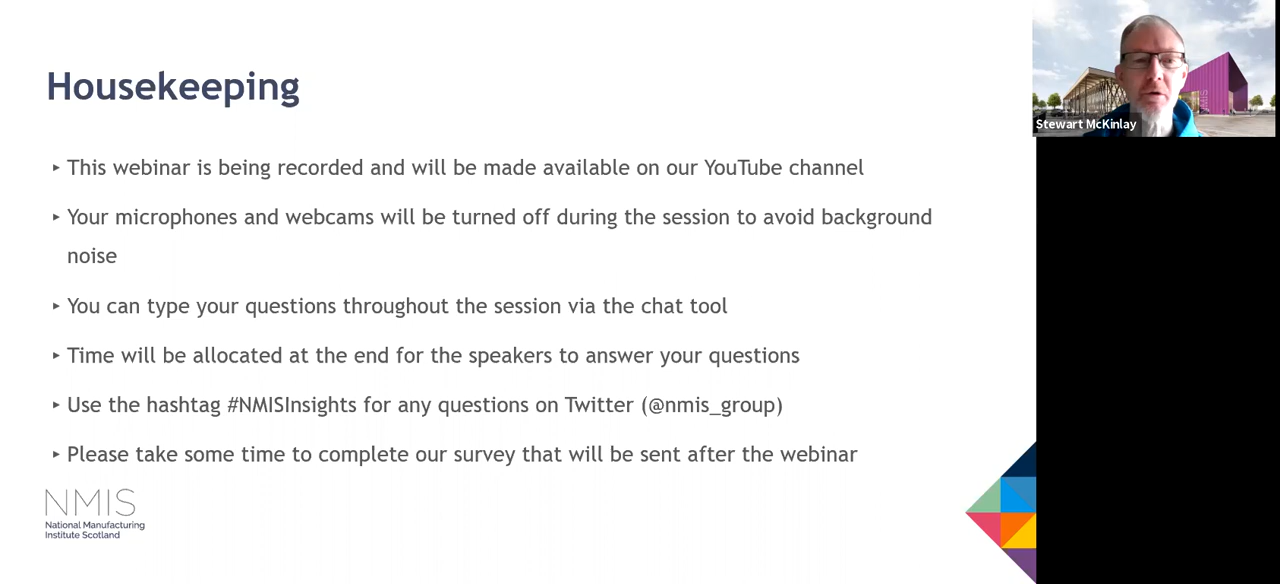 Housekeeping
▸ This webinar is being recorded and will be made available on our YouTube channel
▸ Your microphones and webcams will be turned off during the session to avoid background
noise
▸ You can type your questions throughout the session via the chat tool
▸ Time will be allocated at the end for the speakers to answer your questions
▸ Use the hashtag #NMISInsights for any questions on Twitter (@nmis_group)
▸ Please take some time to complete our survey that will be sent after the webinar
NMIS
National Manufacturing
Institute Scotland
NMIS
Stewart McKinlay